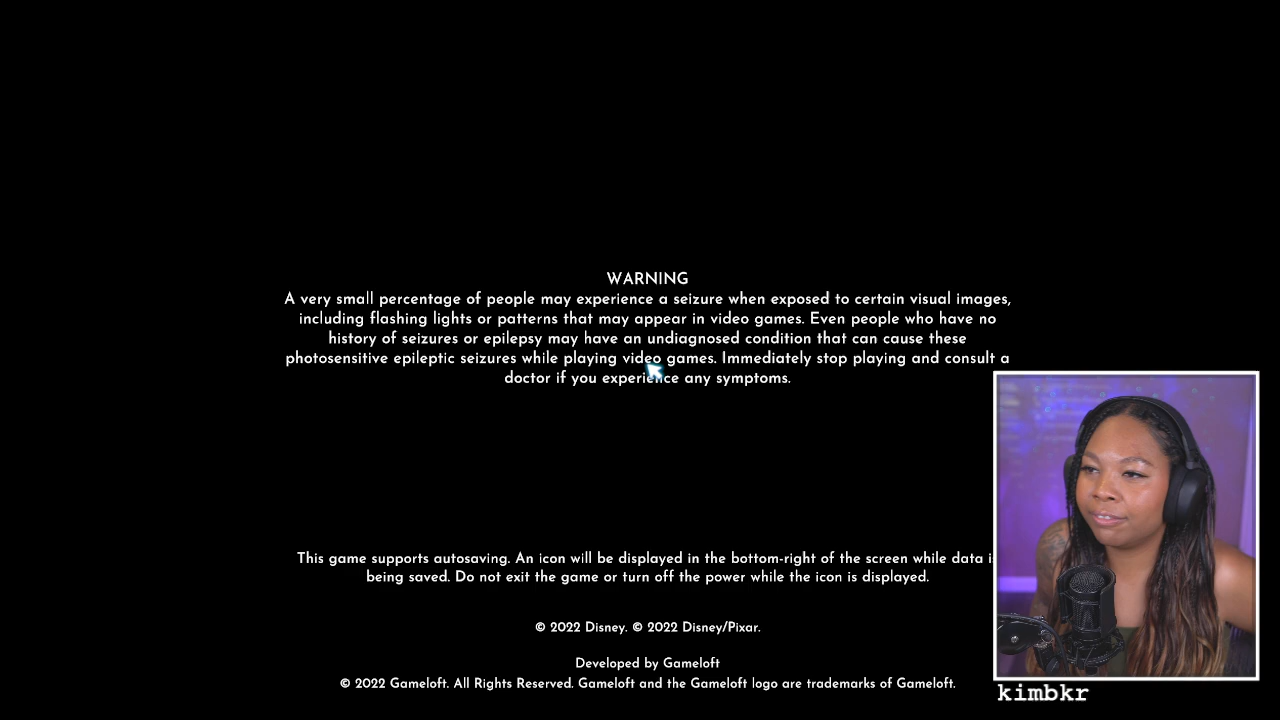 WARNING
A very small percentage of people may experience a seizure when exposed to certain visual images,
including flashing lights or patterns that may appear in video games. Even people who have no
history of seizures or epilepsy may have an undiagnosed condition that can cause these
photosensitive epileptic seizures while playing video games. Immediately stop playing and consult a
doctor if you experience any symptoms.
This game supports autosaving. An icon will be displayed in the bottom-right of the screen while data
being saved. Do not exit the game or turn off the power while the icon is displayed.
© 2022 Disney. © 2022 Disney/Pixar.
Developed by Gameloft
© 2022 Gameloft. All Rights Reserved. Gameloft and the Gameloft logo are trademarks of Gameloft.
kimbkr